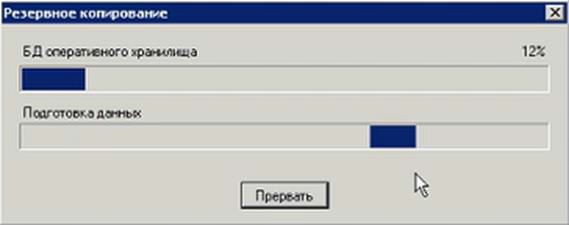 Резервное копирование
БД оперативного хранилища 12%
Подготовка данных
Прервать